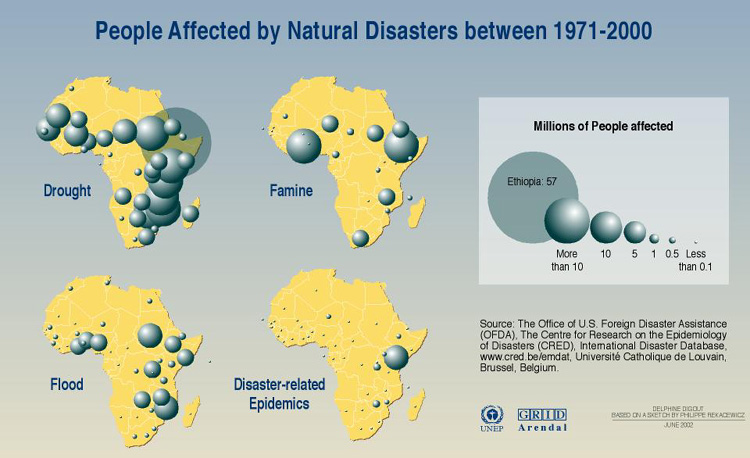 People Affected by Natural Disasters between 1971-2000
Drought
Famine
Millions of People affected
Ethiopia: 57
More
than 10
10
5
1
0.5
Less
than 0.1
Flood
Disaster-related
Epidemics
Source: The Office of U.S. Foreign Disaster Assistance
(OFDA), The Centre for Research on the Epidemiology
of Disasters (CRED), International Disaster Database,
www.cred.be/emdat, Université Catholique de Louvain,
Brussel, Belgium.
UNEP
GRID
Arendal
DELPHINE DIGOUT
BASED ON A SKETCH BY PHILIPPE REKACEWICZ
JUNE 2002